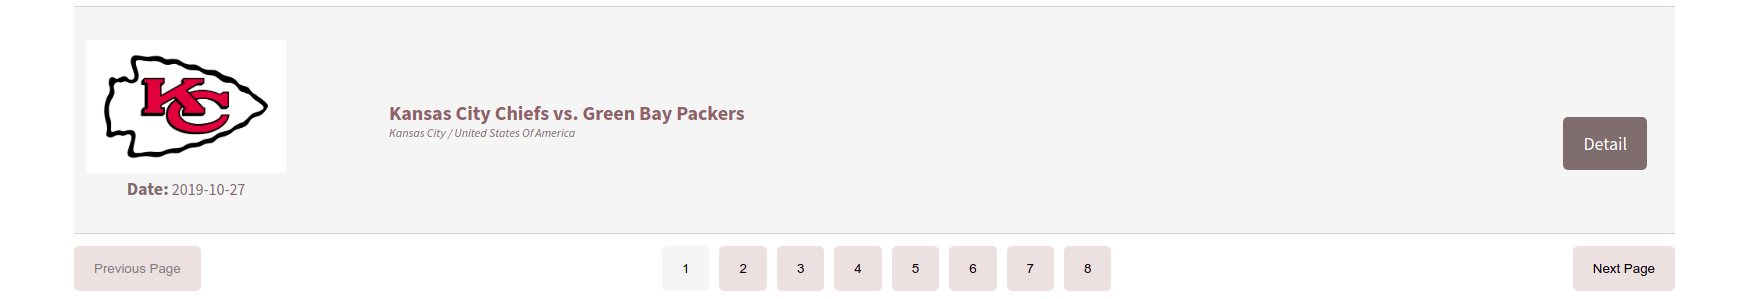 KC
Kansas City Chiefs vs. Green Bay Packers
Kansas City / United States Of America
Detail
Date: 2019-10-27
Previous Page
1 2 3 4 5 6 7 8
Next Page